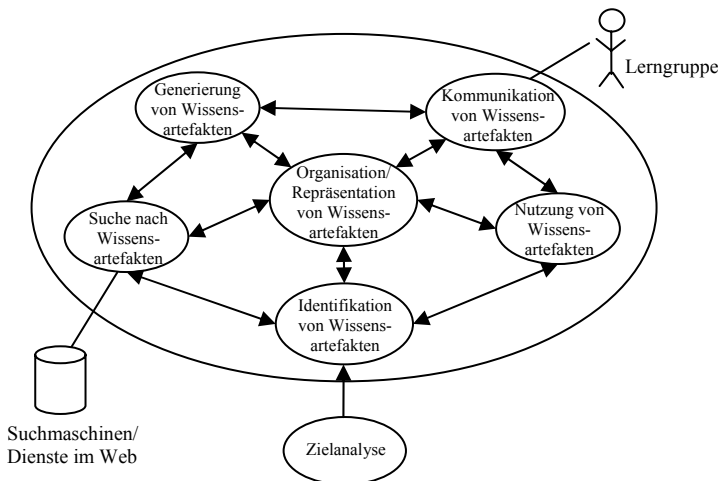 Lerngruppe
Generierung
von Wissens-
artefakten
Kommunikation
von Wissens-
artefakten
Organisation/
Repräsentation
von Wissens-
artefakten
Suche nach
Wissens-
artefakten
Nutzung von
Wissens-
artefakten
Identifikation
von Wissens-
artefakten
Suchmaschinen/
Dienste im Web
Zielanalyse